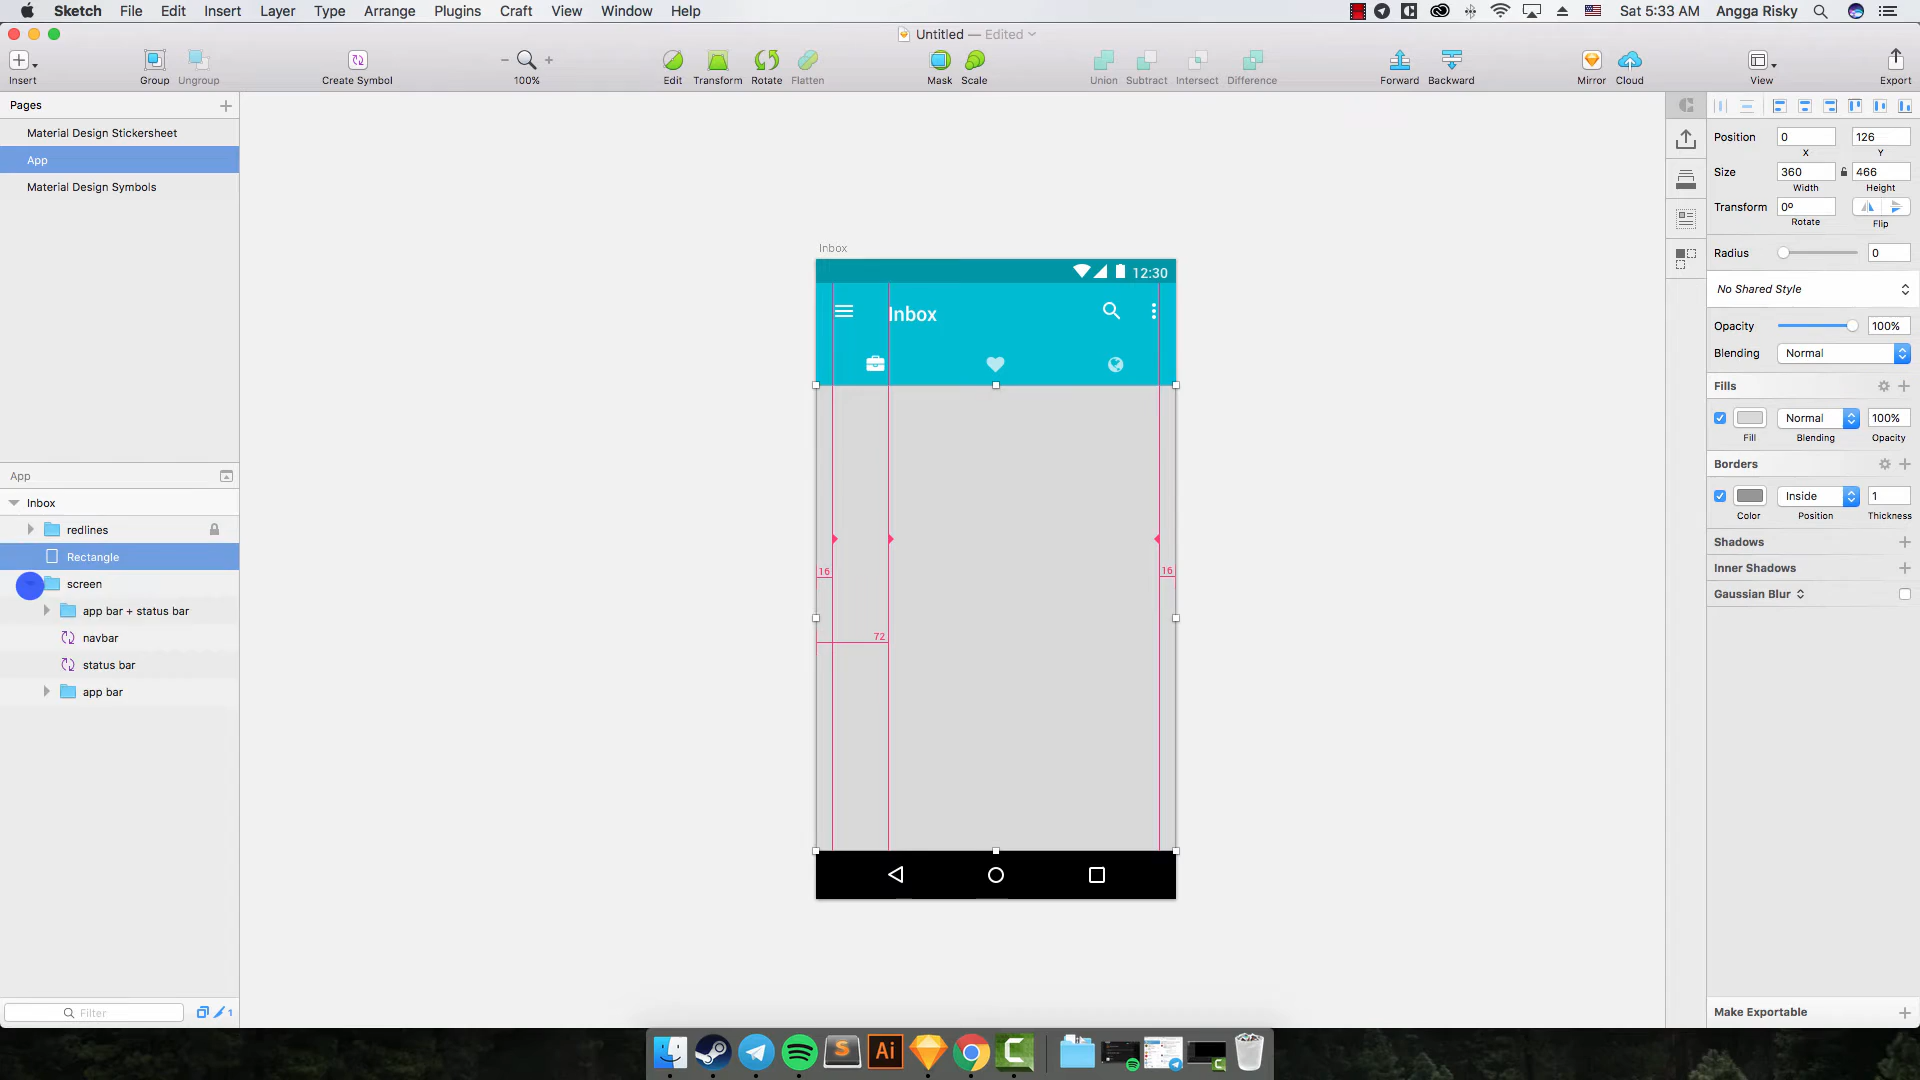 Sketch File Edit Insert Layer Type Arrange Plugins Craft View Window Help Sat 5:33 AM Angga Risky
Untitled — Edited
Insert Group Ungroup Create Symbol 100% Edit Transform Rotate Flatten Mask Scale Union Subtract Intersect Difference Forward Backward Mirror Cloud View Export
Pages
Material Design Stickersheet
App
Material Design Symbols
App
Inbox
redlines
Rectangle
screen
app bar + status bar
navbar
status bar
app bar
Filter
1
Inbox
12:30
Inbox
16
16
72
Position 0 126
X Y
Size 360 466
Width Height
Transform 0º
Rotate Flip
Radius 0
No Shared Style
Opacity 100%
Blending Normal
Fills
Normal 100%
Fill Blending Opacity
Borders
Inside 1
Color Position Thickness
Shadows
Inner Shadows
Gaussian Blur
Make Exportable
Ai